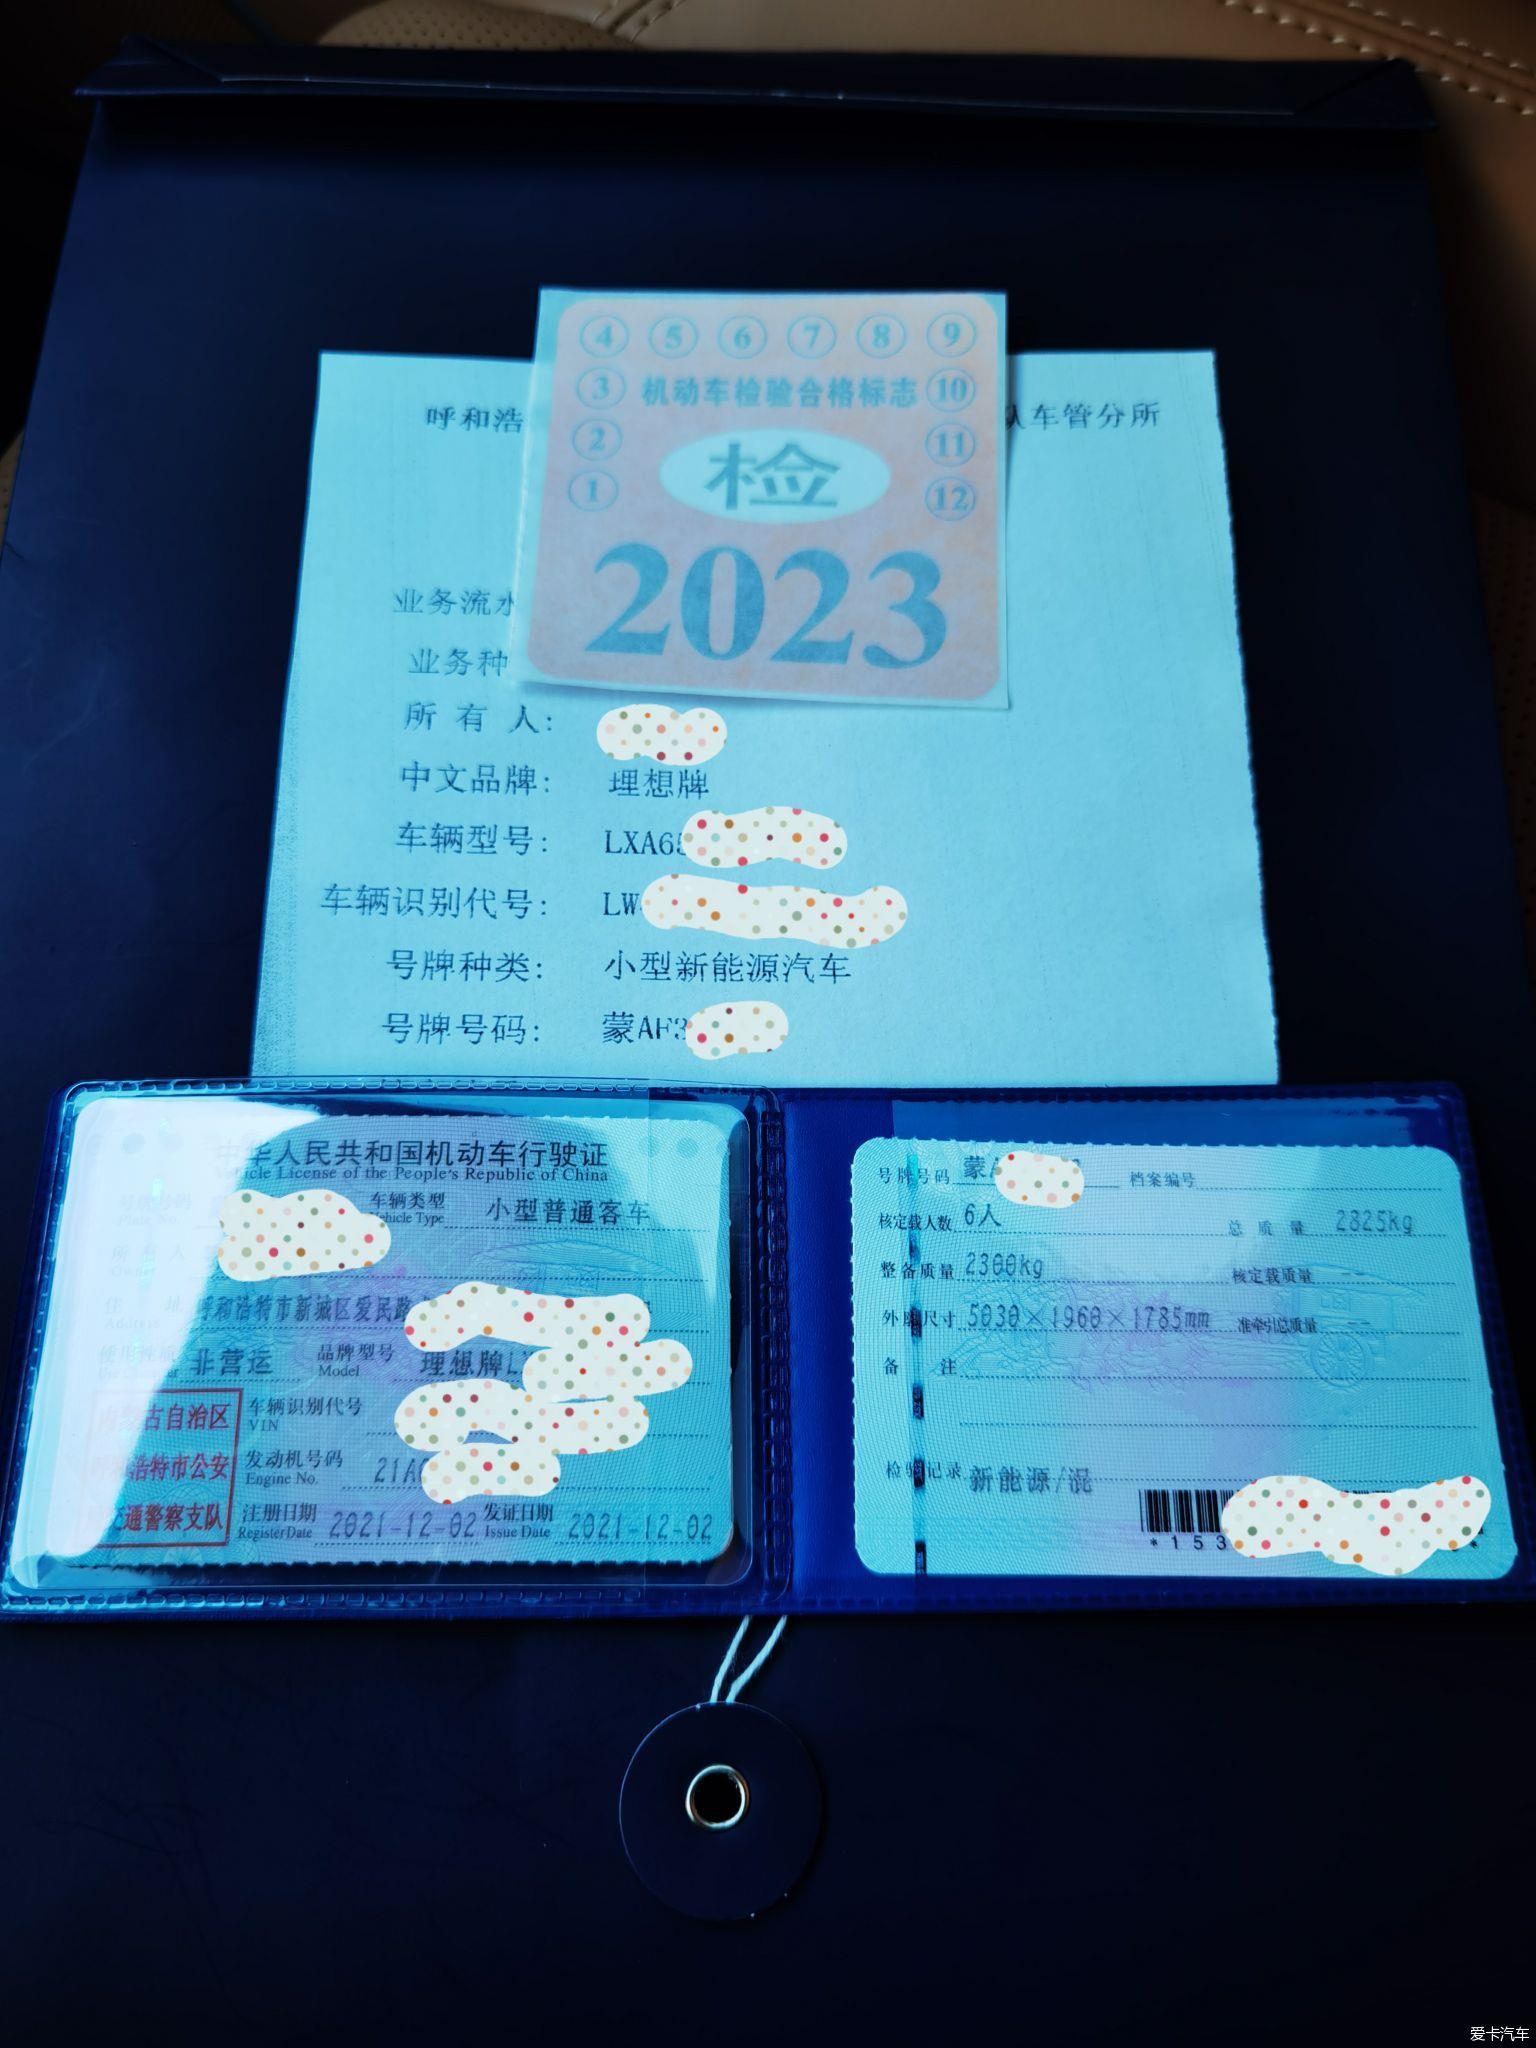 4 5 6 7 8 9
3 机动车检验合格标志 10
2 检 11
1 12
2023
呼和浩
队车管分所
业务流水
业务种
所有人:
中文品牌: 理想牌
车辆型号: LXA65
车辆识别代号: LW
号牌种类: 小型新能源汽车
号牌号码: 蒙AF3
中华人民共和国机动车行驶证
Vehicle License of the People's Republic of China
号牌号码 车辆类型 小型普通客车
Plate No. Vehicle Type
所有人
Owner
住址 呼和浩特市新城区爱民路
Address
使用性质 非营运 品牌型号 理想牌L
Use Character Model
内蒙古自治区 车辆识别代号
VIN
呼和浩特市公安 发动机号码 21A
Engine No.
交通警察支队 注册日期 2021-12-02 发证日期 2021-12-02
Register Date Issue Date
号牌号码 蒙A 档案编号
核定载人数 6人 总质量 2825kg
整备质量 2300kg 核定载质量 --
外廓尺寸 5030×1960×1785mm 准牵引总质量 --
备注
检验记录 新能源/混
*153 *
爱卡汽车